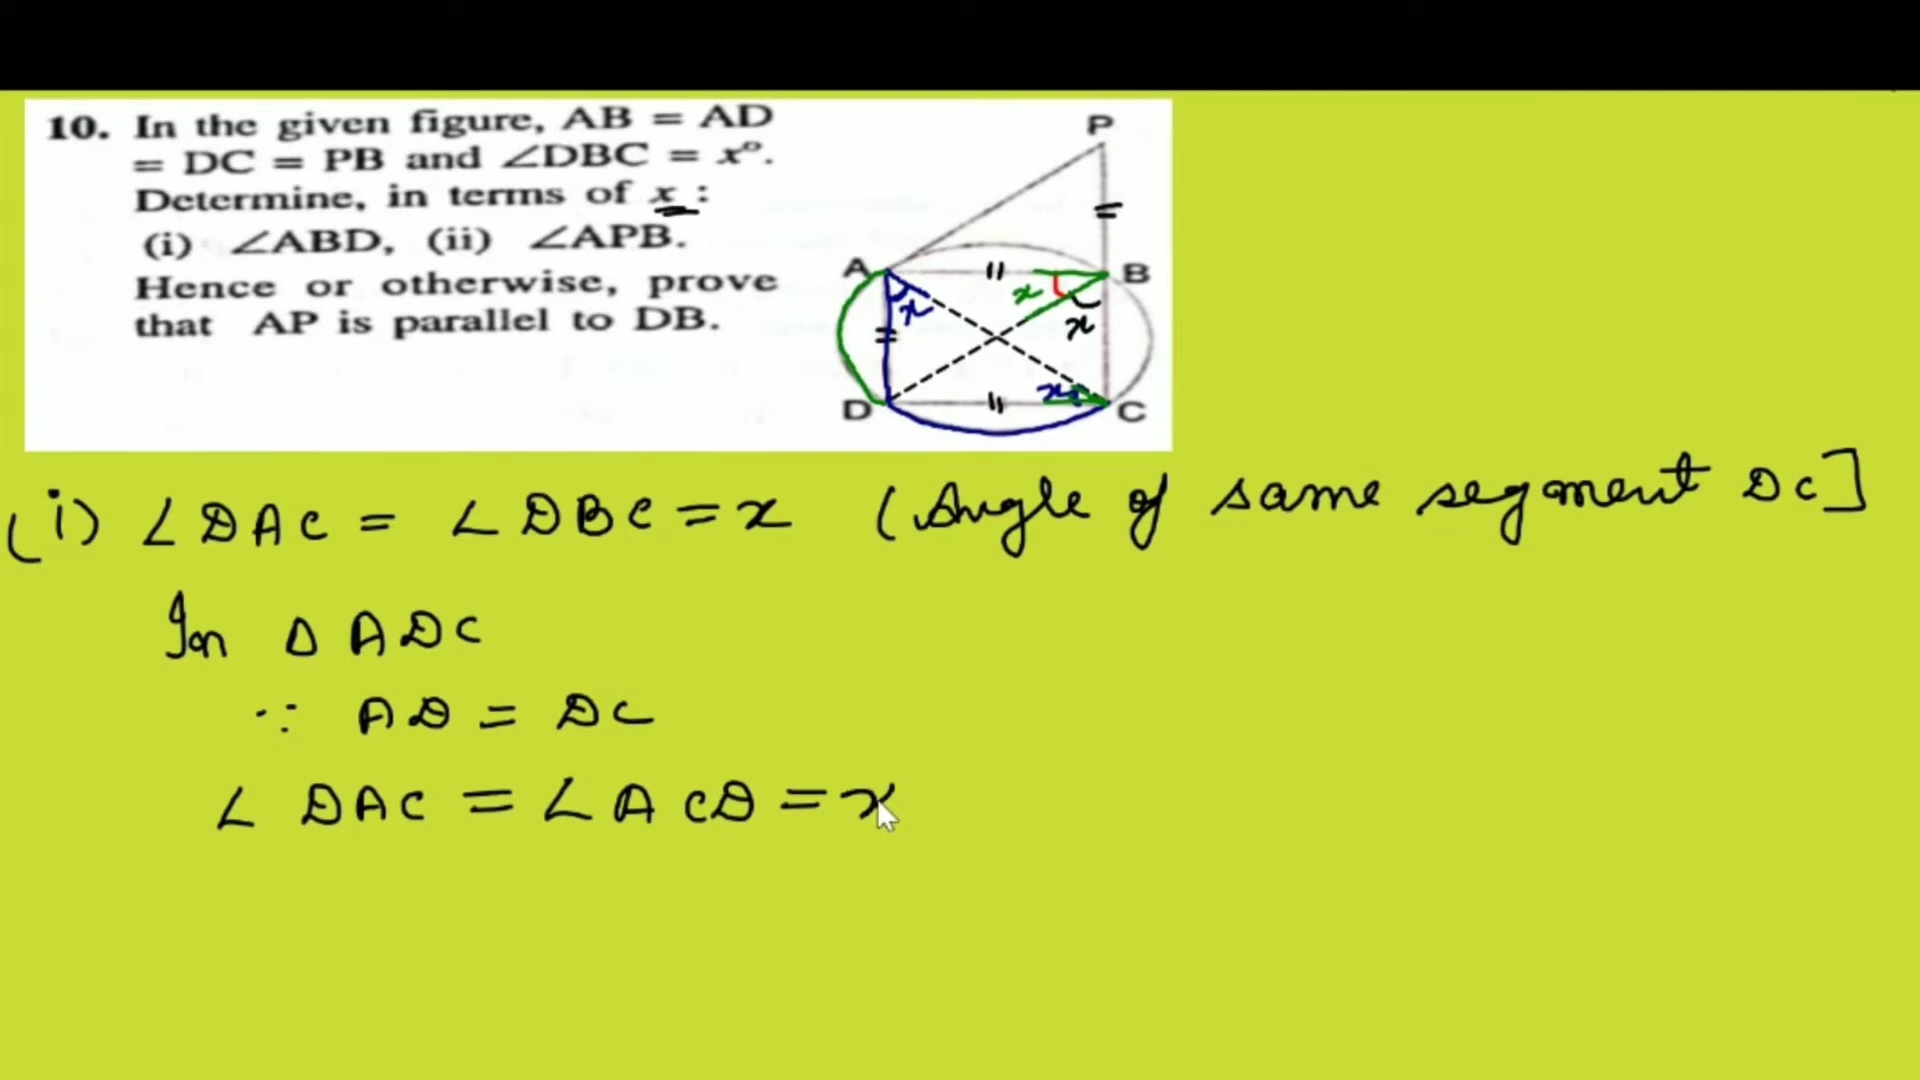 10. In the given figure, AB = AD
= DC = PB and ∠DBC = x°.
Determine, in terms of x :
(i) ∠ABD, (ii) ∠APB.
Hence or otherwise, prove
that AP is parallel to DB.
P
=
A
ıı
B
x
x
x
=
x
D
ıı
C
(i) ∠DAC = ∠DBC = x (Angle of same segment DC]
In Δ ADC
∵ AD = DC
∠ DAC = ∠ ACD = x